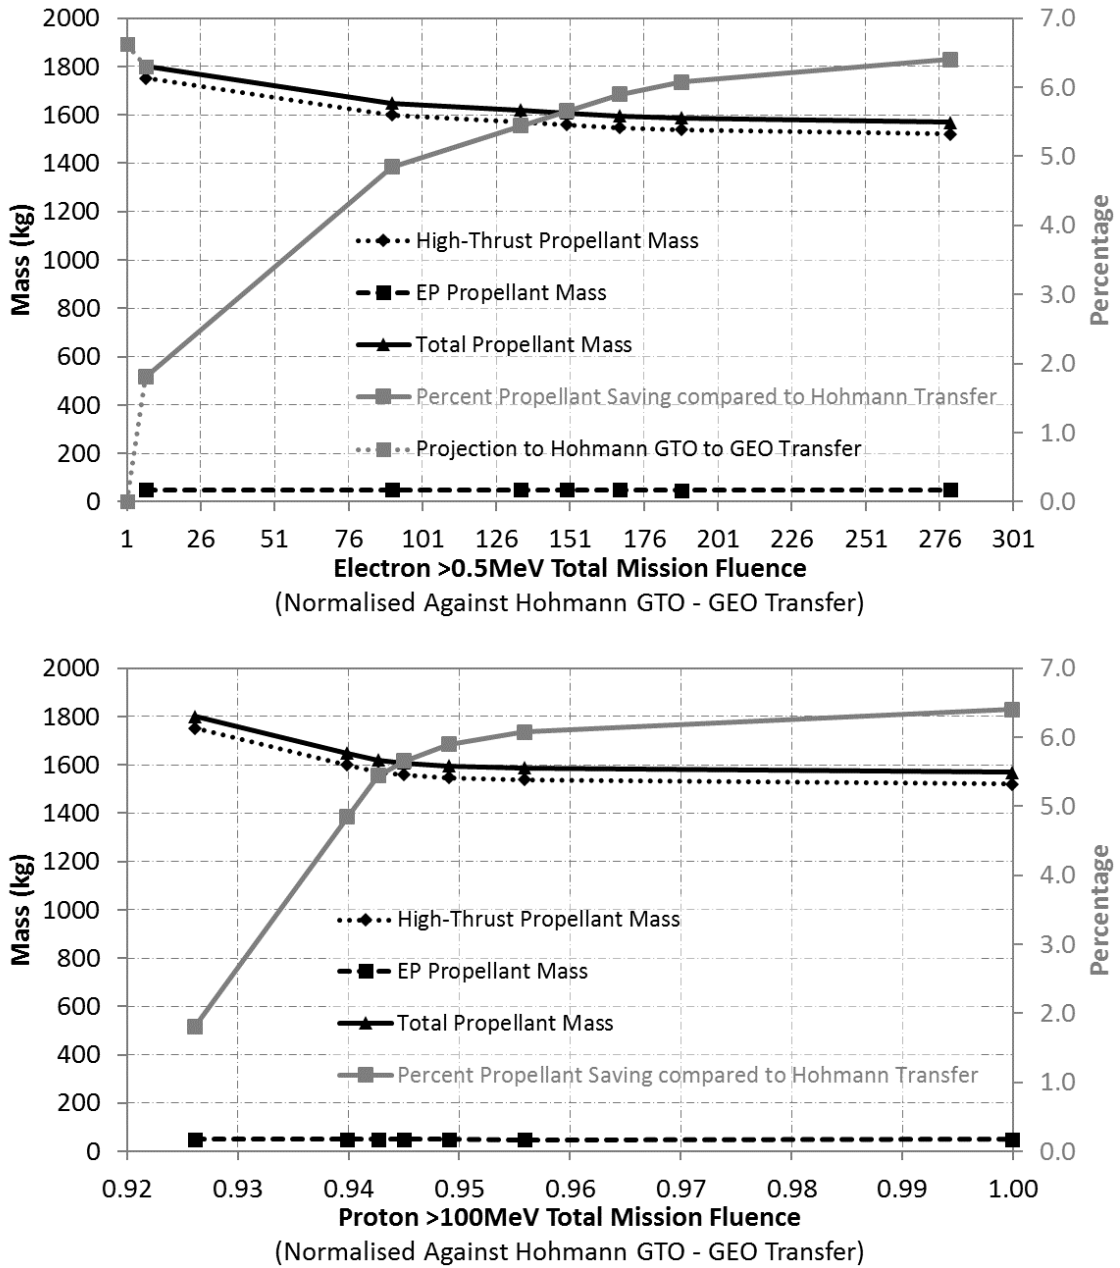 2000
1800
1600
1400
1200
1000
800
600
400
200
0
Mass (kg)
7.0
6.0
5.0
4.0
3.0
2.0
1.0
0.0
Percentage
High-Thrust Propellant Mass
EP Propellant Mass
Total Propellant Mass
Percent Propellant Saving compared to Hohmann Transfer
Projection to Hohmann GTO to GEO Transfer
1 26 51 76 101 126 151 176 201 226 251 276 301
Electron >0.5MeV Total Mission Fluence
(Normalised Against Hohmann GTO - GEO Transfer)
2000
1800
1600
1400
1200
1000
800
600
400
200
0
Mass (kg)
7.0
6.0
5.0
4.0
3.0
2.0
1.0
0.0
Percentage
High-Thrust Propellant Mass
EP Propellant Mass
Total Propellant Mass
Percent Propellant Saving compared to Hohmann Transfer
0.92 0.93 0.94 0.95 0.96 0.97 0.98 0.99 1.00
Proton >100MeV Total Mission Fluence
(Normalised Against Hohmann GTO - GEO Transfer)